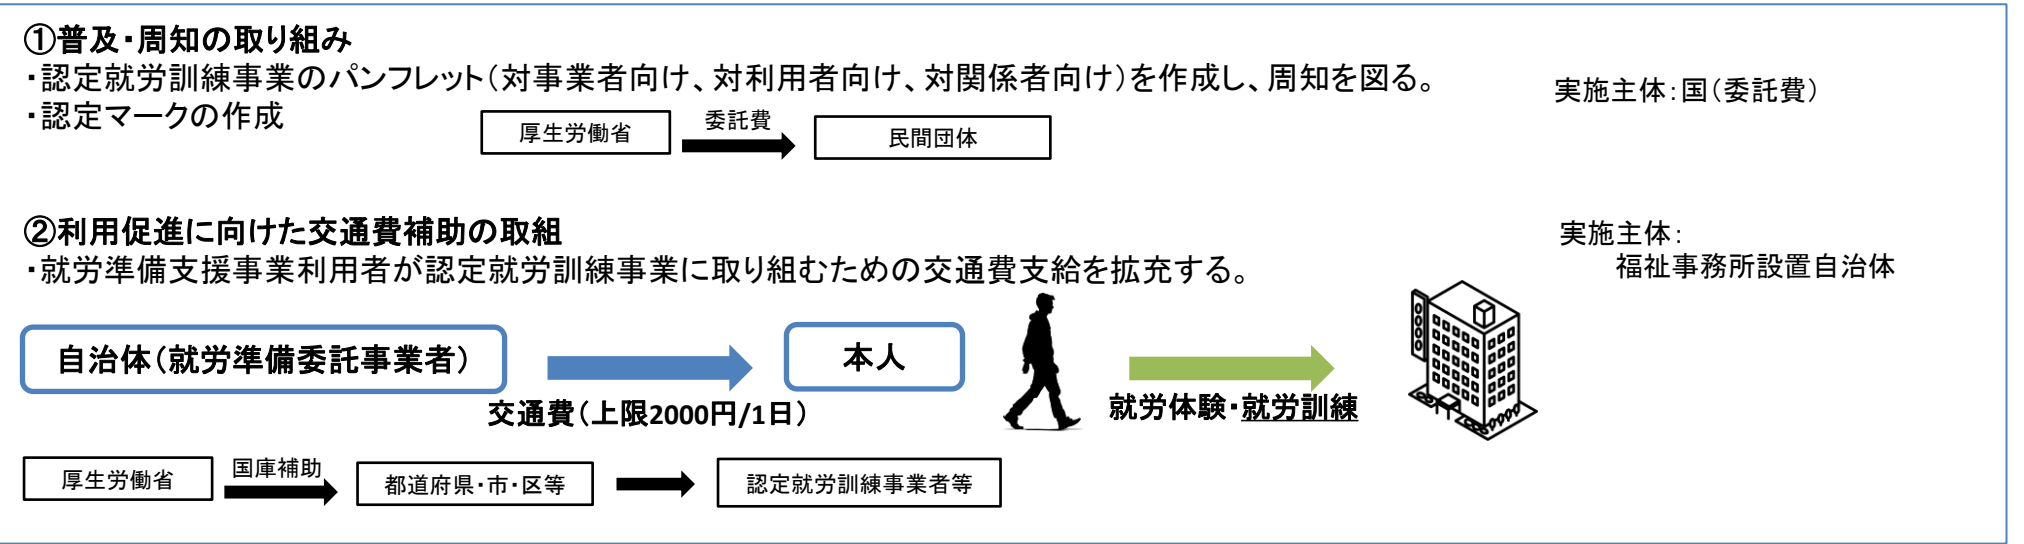 ①普及・周知の取り組み
・認定就労訓練事業のパンフレット（対事業者向け、対利用者向け、対関係者向け）を作成し、周知を図る。
実施主体：国（委託費）
・認定マークの作成
厚生労働省
委託費
民間団体
②利用促進に向けた交通費補助の取組
実施主体：
福祉事務所設置自治体
・就労準備支援事業利用者が認定就労訓練事業に取り組むための交通費支給を拡充する。
自治体（就労準備委託事業者）
本人
交通費（上限2000円/1日）
就労体験・就労訓練
厚生労働省
国庫補助
都道府県・市・区等
認定就労訓練事業者等